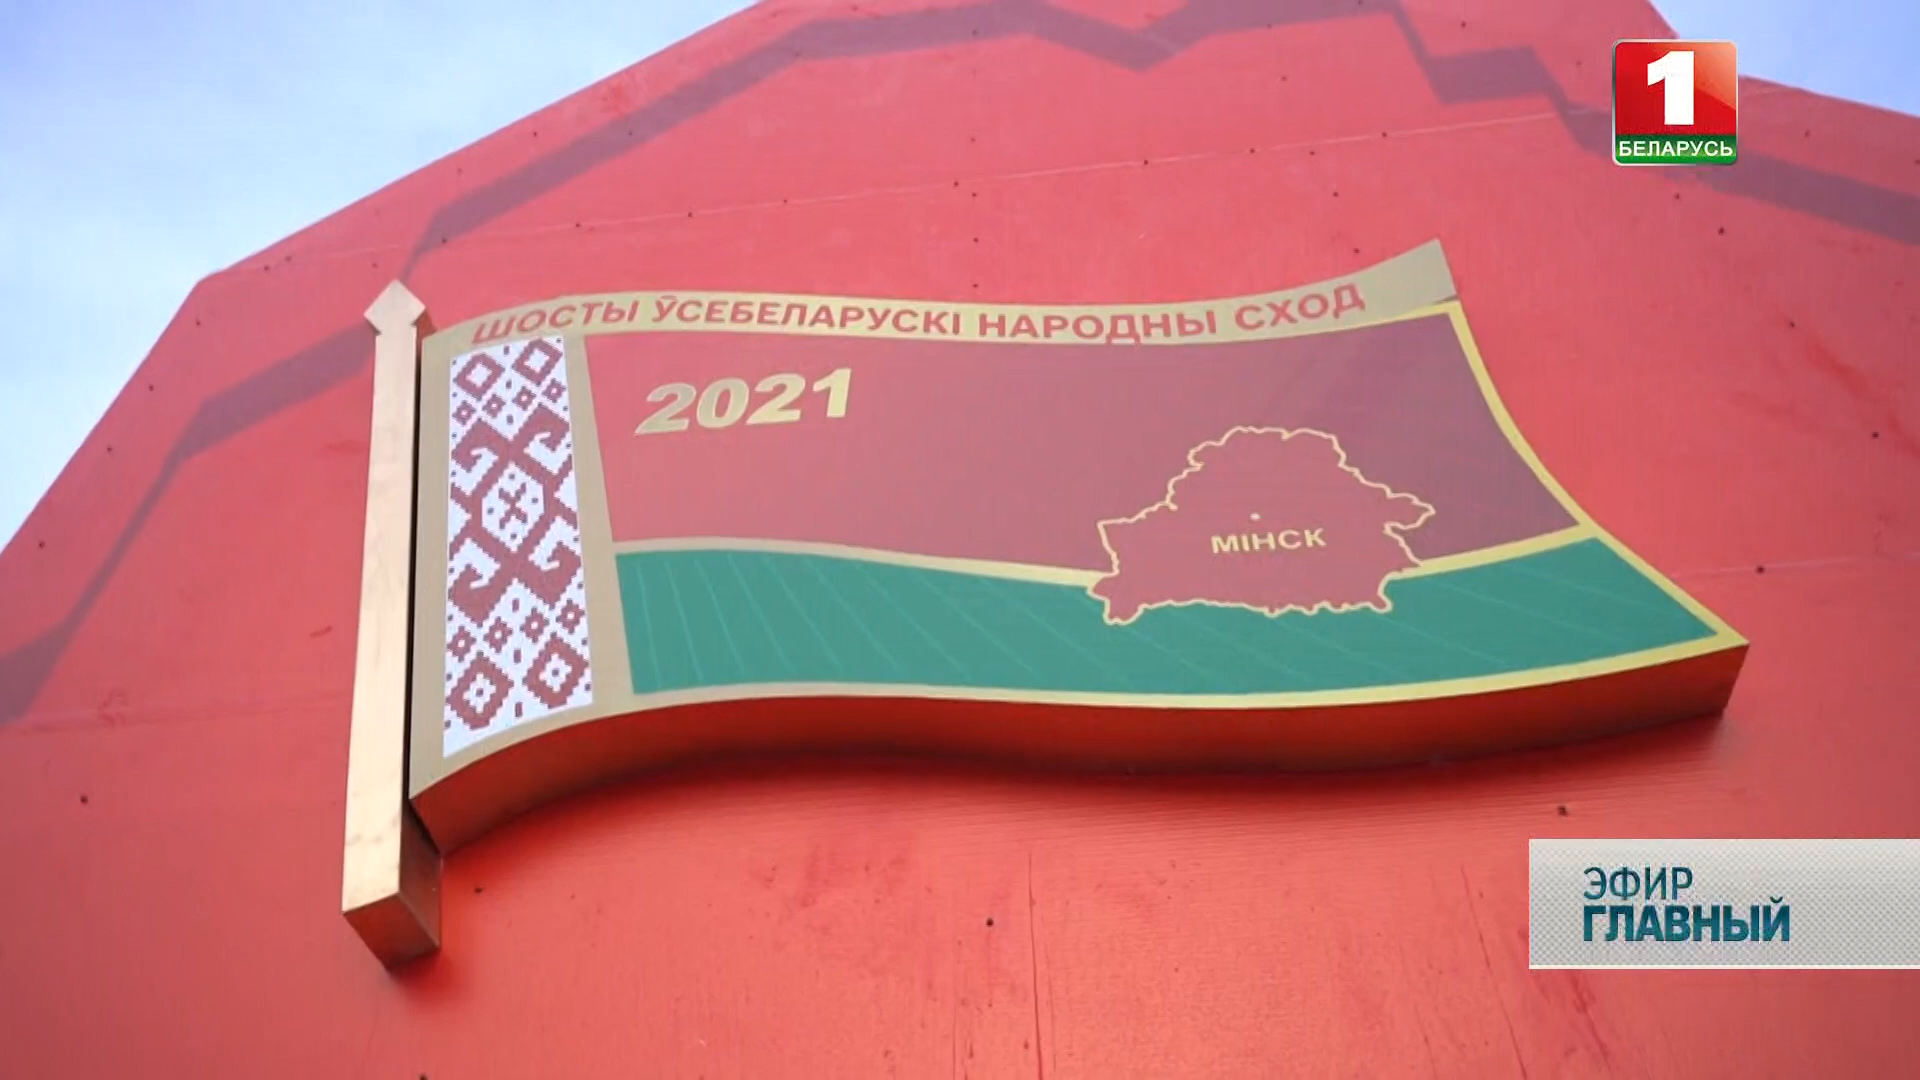 1
БЕЛАРУСЬ
ШОСТЫ ЎСЕБЕЛАРУСКІ НАРОДНЫ СХОД
2021
МІНСК
ЭФИР
ГЛАВНЫЙ